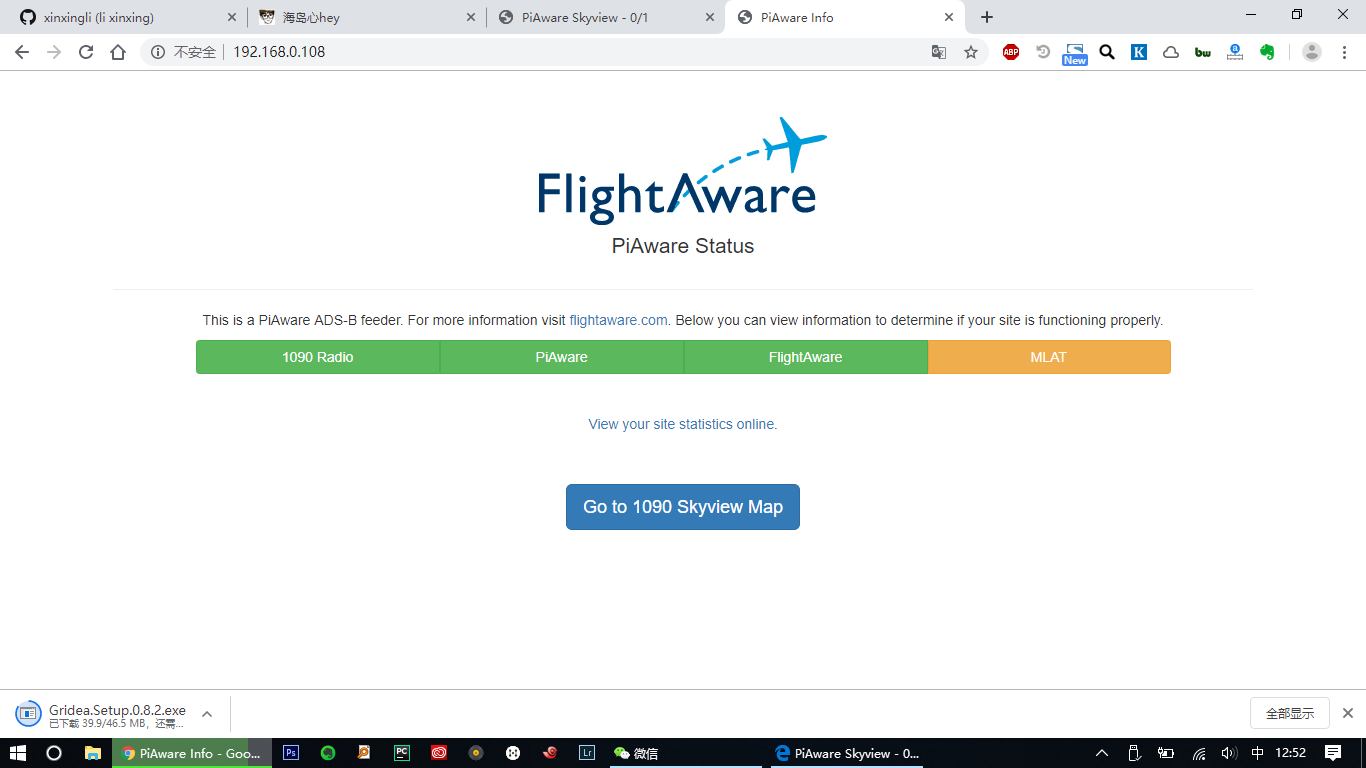 xinxingli (li xinxing)
海岛心hey
PiAware Skyview - 0/1
PiAware Info
不安全
192.168.0.108
ABP
New
K
bw
a
FlightAware
PiAware Status
This is a PiAware ADS-B feeder. For more information visit flightaware.com. Below you can view information to determine if your site is functioning properly.
1090 Radio
PiAware
FlightAware
MLAT
View your site statistics online.
Go to 1090 Skyview Map
Gridea.Setup.0.8.2.exe
已下载 39.9/46.5 MB，还需...
全部显示
PiAware Info - Goo...
Ps
PC
Lr
微信
PiAware Skyview - 0...
中
12:52